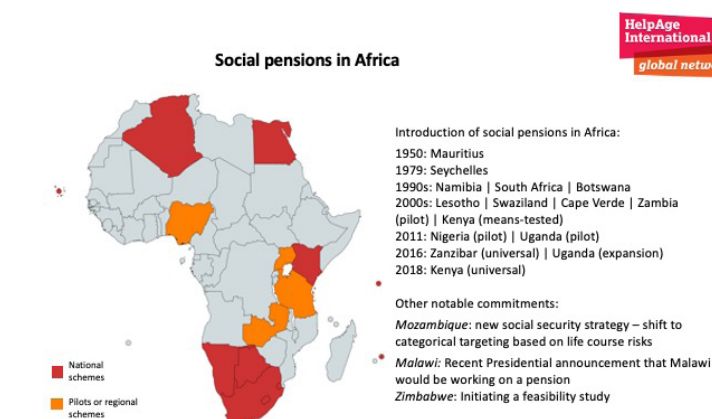 HelpAge
International
global netw
Social pensions in Africa
Introduction of social pensions in Africa:
1950: Mauritius
1979: Seychelles
1990s: Namibia | South Africa | Botswana
2000s: Lesotho | Swaziland | Cape Verde | Zambia
(pilot) | Kenya (means-tested)
2011: Nigeria (pilot) | Uganda (pilot)
2016: Zanzibar (universal) | Uganda (expansion)
2018: Kenya (universal)
Other notable commitments:
Mozambique: new social security strategy – shift to
categorical targeting based on life course risks
Malawi: Recent Presidential announcement that Malawi
would be working on a pension
Zimbabwe: Initiating a feasibility study
National
schemes
Pilots or regional
schemes